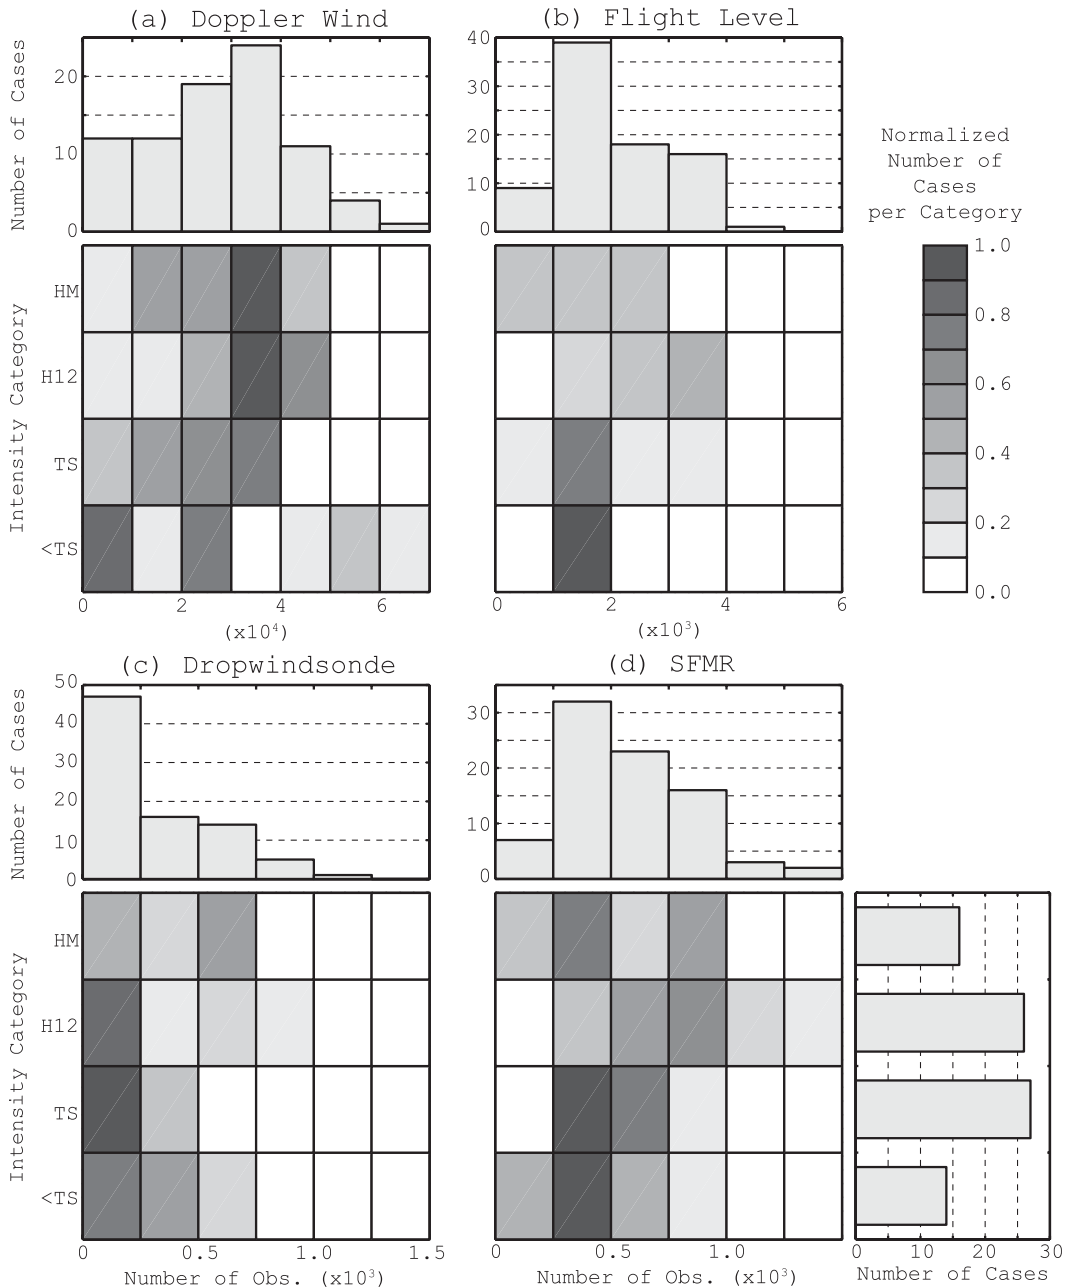 (a) Doppler Wind
Number of Cases
20
10
0
(b) Flight Level
40
30
20
10
0
Normalized
Number of
Cases
per Category
1.0
0.8
0.6
0.4
0.2
0.0
Intensity Category
HM
H12
TS
<TS
0 2 4 6
(x10⁴)
0 2 4 6
(x10³)
(c) Dropwindsonde
Number of Cases
50
40
30
20
10
0
(d) SFMR
30
20
10
0
Intensity Category
HM
H12
TS
<TS
0 0.5 1.0 1.5
Number of Obs. (x10³)
0 0.5 1.0
Number of Obs. (x10³)
0 10 20 30
Number of Cases